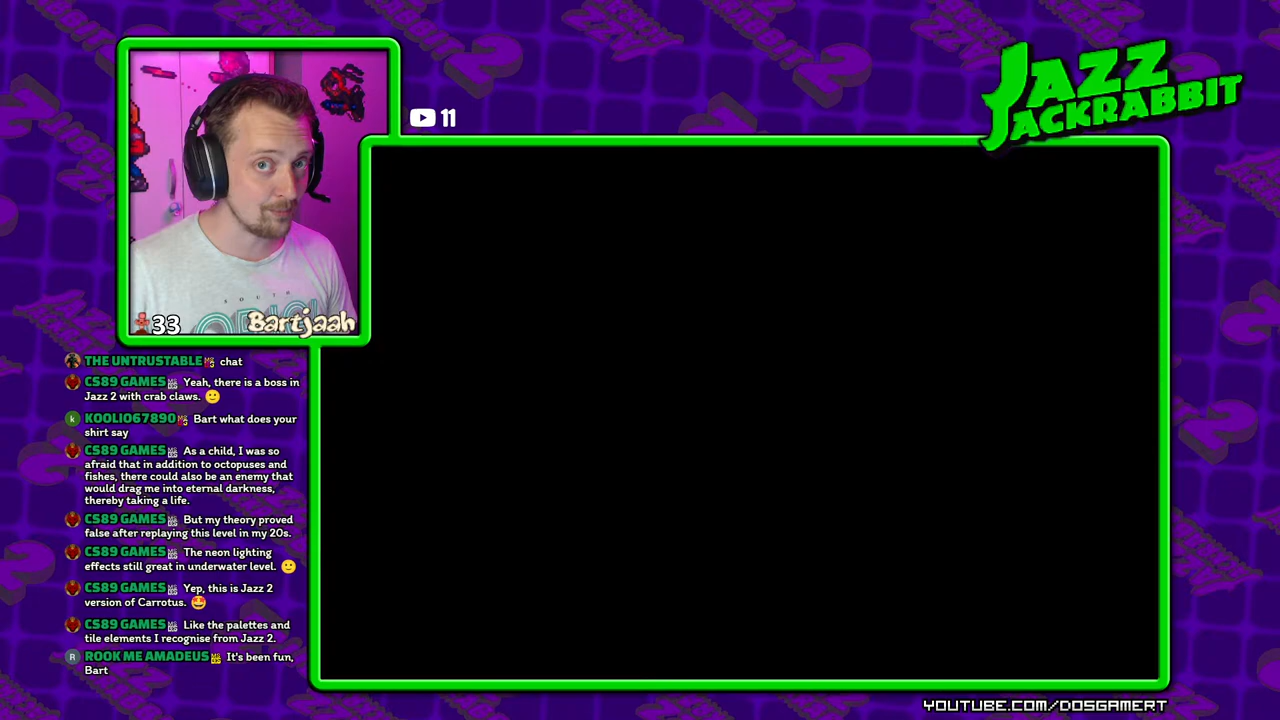 JAZZ
JACKRABBIT
11
SOUTH
33
Bartjaah
THE UNTRUSTABLE chat
CS89 GAMES Yeah, there is a boss in
Jazz 2 with crab claws. 🙂
k KOOLIO67890 Bart what does your
shirt say
CS89 GAMES As a child, I was so
afraid that in addition to octopuses and
fishes, there could also be an enemy that
would drag me into eternal darkness,
thereby taking a life.
CS89 GAMES But my theory proved
false after replaying this level in my 20s.
CS89 GAMES The neon lighting
effects still great in underwater level. 🙂
CS89 GAMES Yep, this is Jazz 2
version of Carrotus. 🤩
CS89 GAMES Like the palettes and
tile elements I recognise from Jazz 2.
R ROOK ME AMADEUS It's been fun,
Bart
YOUTUBE.COM/DOSGAMERT